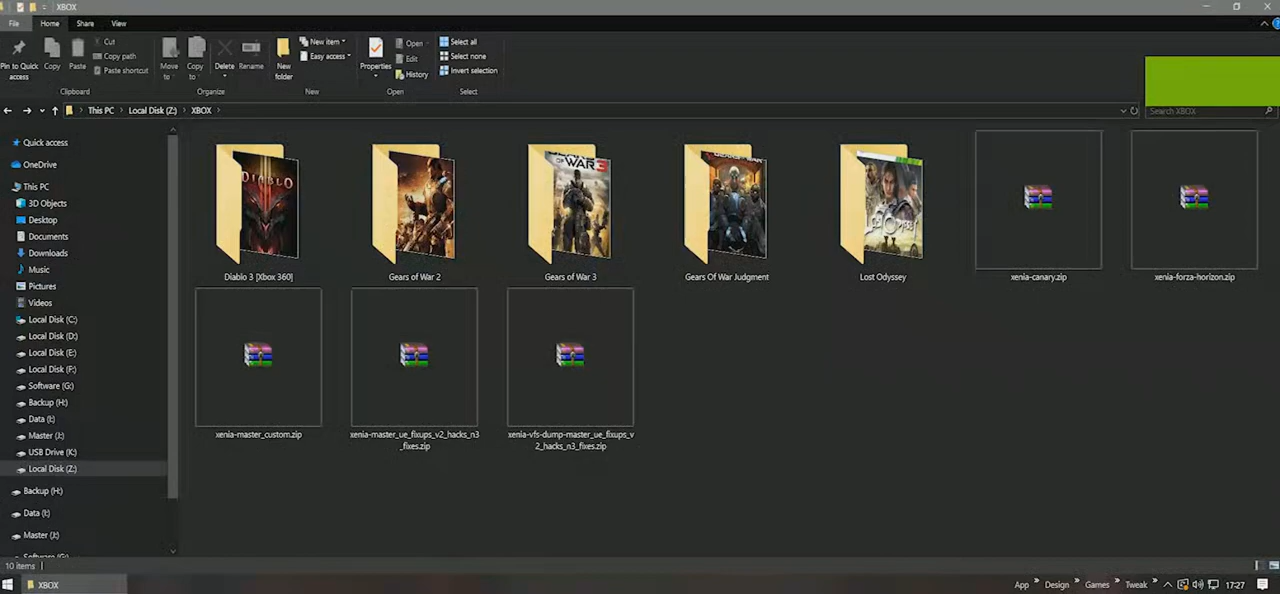 XBOX
File Home Share View
Pin to Quick access
Copy
Paste
Cut
Copy path
Paste shortcut
Clipboard
Move to
Copy to
Delete
Rename
Organize
New folder
New item
Easy access
New
Properties
Open
Edit
History
Open
Select all
Select none
Invert selection
Select
This PC > Local Disk (Z:) > XBOX >
Search XBOX
Quick access
OneDrive
This PC
3D Objects
Desktop
Documents
Downloads
Music
Pictures
Videos
Local Disk (C:)
Local Disk (D:)
Local Disk (E:)
Local Disk (F:)
Software (G:)
Backup (H:)
Data (I:)
Master (J:)
USB Drive (K:)
Local Disk (Z:)
Backup (H:)
Data (I:)
Master (J:)
Software (G:)
DIABLO
WAR 3
LOST ODYSSEY
Diablo 3 [Xbox 360]
Gears of War 2
Gears of War 3
Gears Of War Judgment
Lost Odyssey
xenia-canary.zip
xenia-forza-horizon.zip
xenia-master_custom.zip
xenia-master_ue_fixups_v2_hacks_n3
_fixes.zip
xenia-vfs-dump-master_ue_fixups_v
2_hacks_n3_fixes.zip
10 items
XBOX
App » Design » Games » Tweak » 17:27